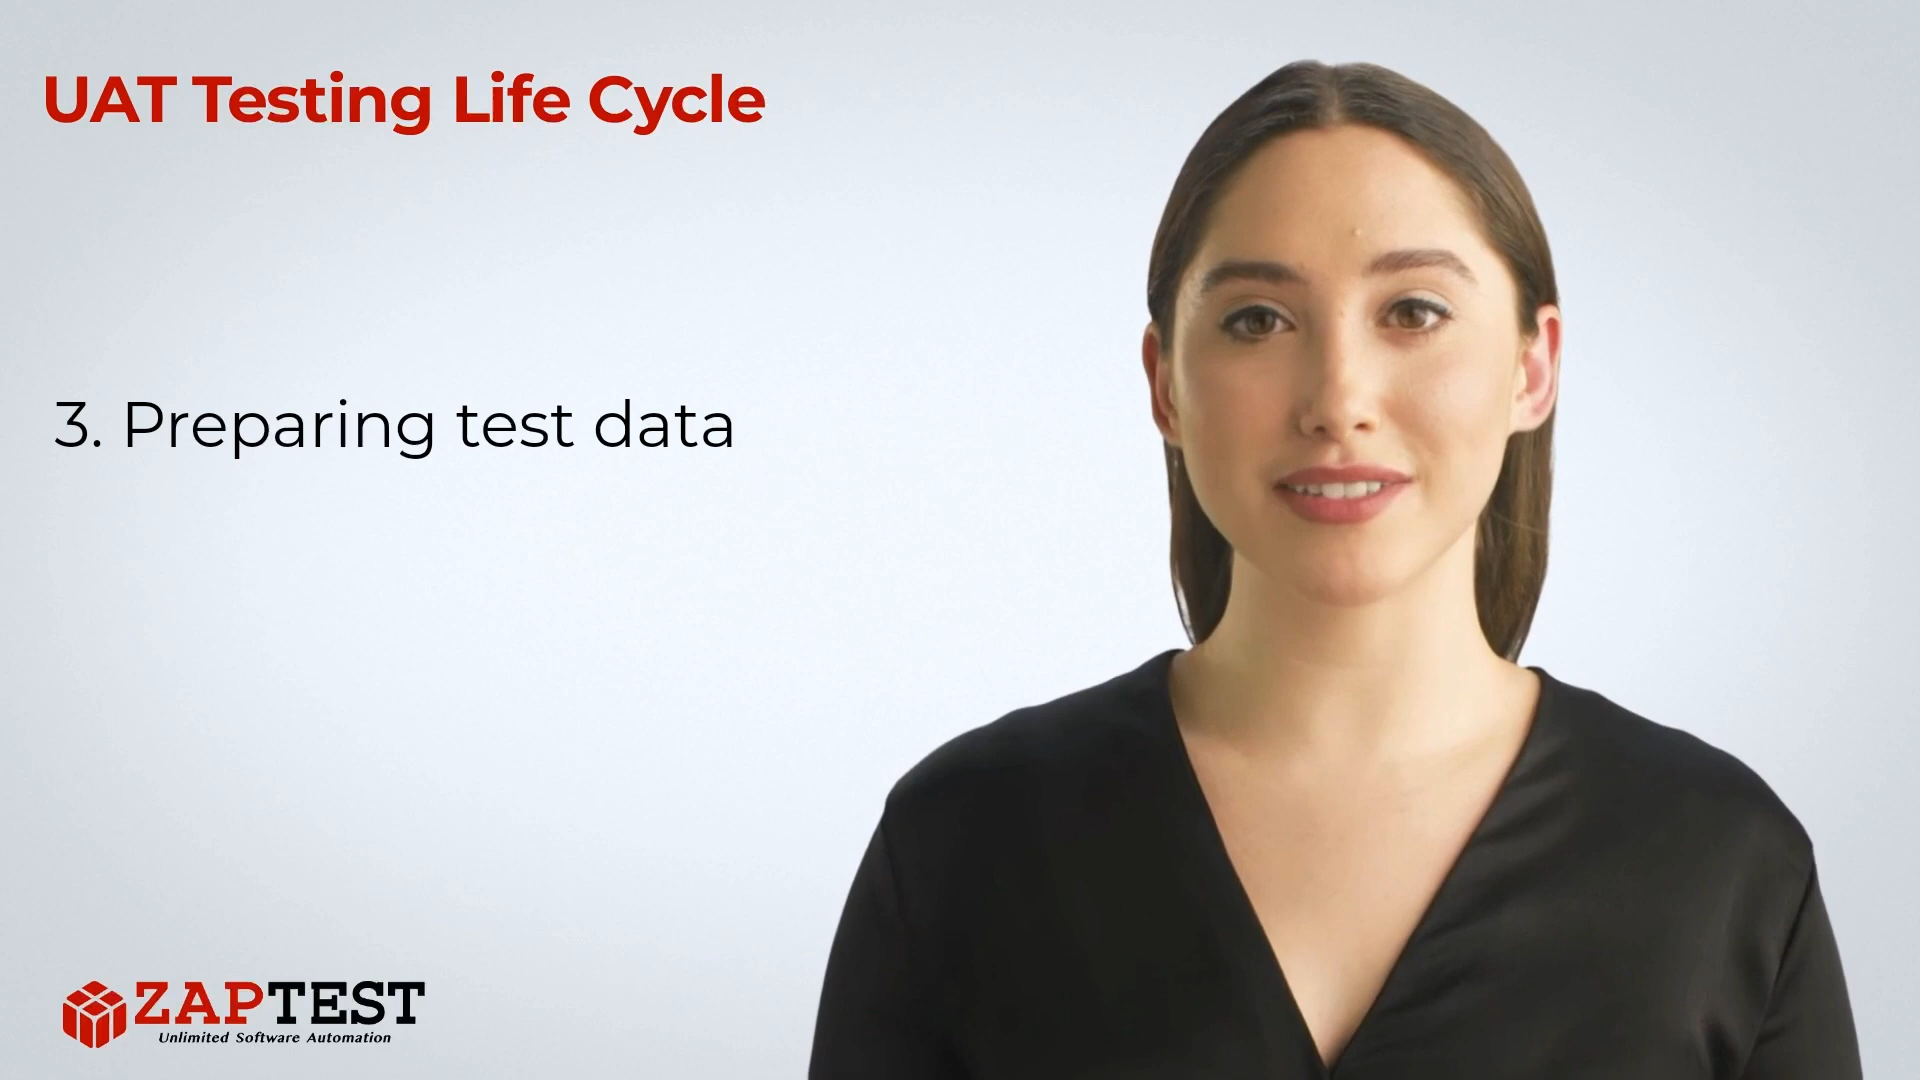 UAT Testing Life Cycle
3. Preparing test data
ZAPTEST
Unlimited Software Automation